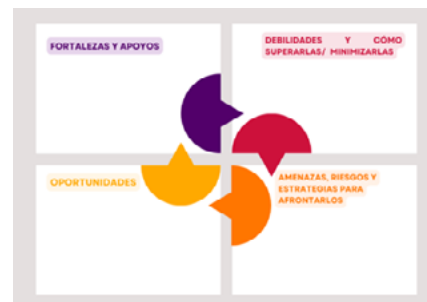 FORTALEZAS Y APOYOS
DEBILIDADES Y CÓMO
SUPERARLAS/ MINIMIZARLAS
OPORTUNIDADES
AMENAZAS, RIESGOS Y
ESTRATEGIAS PARA
AFRONTARLOS